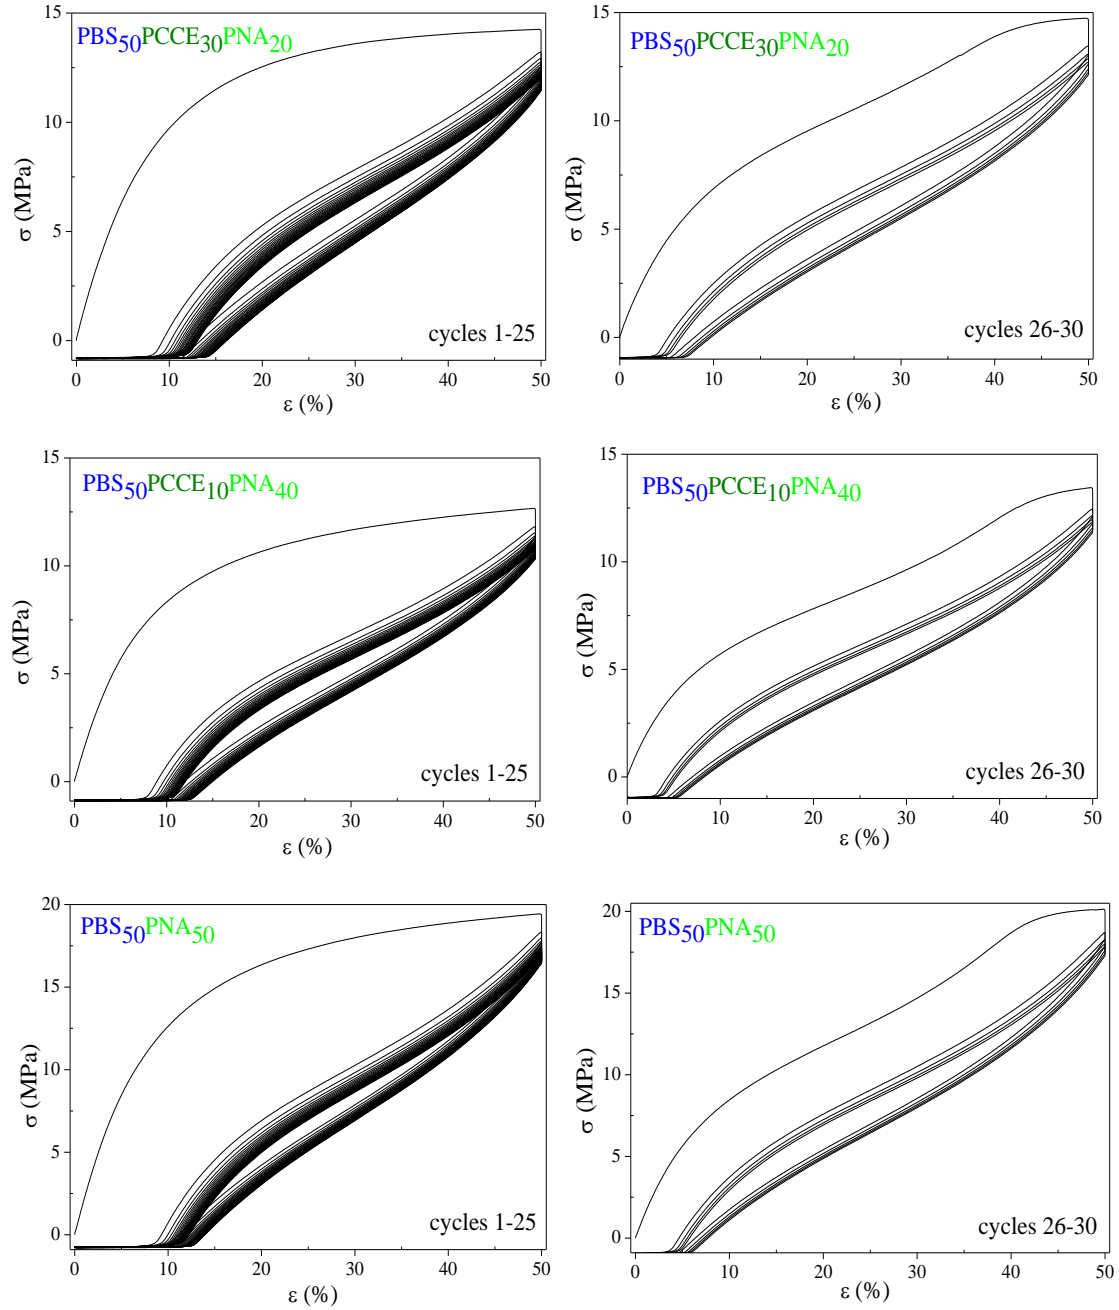 15
10
5
0
σ (MPa)
PBS50PCCE30PNA20
cycles 1-25
0 10 20 30 40 50
ε (%)
15
10
5
0
σ (MPa)
PBS50PCCE30PNA20
cycles 26-30
0 10 20 30 40 50
ε (%)
15
10
5
0
σ (MPa)
PBS50PCCE10PNA40
cycles 1-25
0 10 20 30 40 50
ε (%)
15
10
5
0
σ (MPa)
PBS50PCCE10PNA40
cycles 26-30
0 10 20 30 40 50
ε (%)
20
15
10
5
0
σ (MPa)
PBS50PNA50
cycles 1-25
0 10 20 30 40 50
ε (%)
20
15
10
5
0
σ (MPa)
PBS50PNA50
cycles 26-30
0 10 20 30 40 50
ε (%)